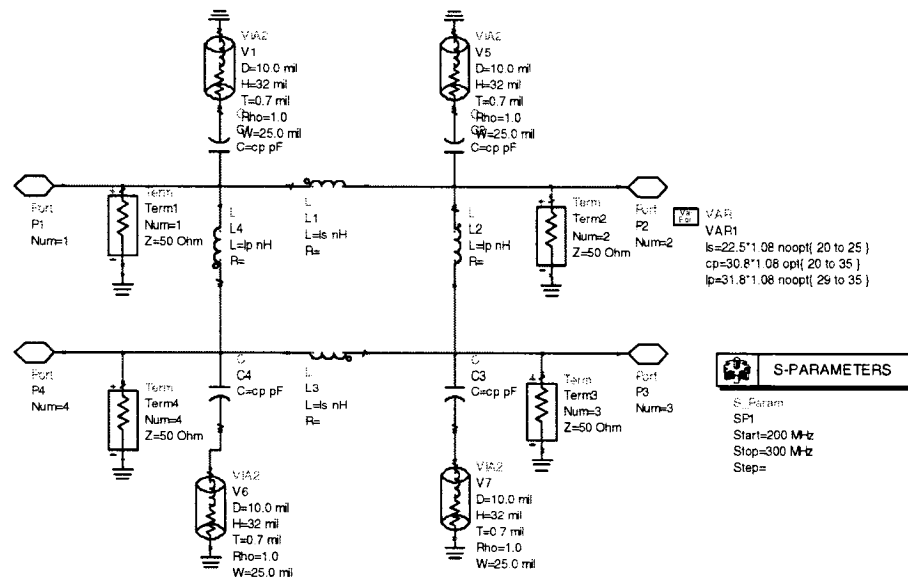 VIA2
V1
D=10.0 mil
H=32 mil
T=0.7 mil
Rho=1.0
W=25.0 mil
C=cp pF
VIA2
V5
D=10.0 mil
H=32 mil
T=0.7 mil
Rho=1.0
W=25.0 mil
C=cp pF
Port
P1
Num=1
Term
Term1
Num=1
Z=50 Ohm
L
L4
L=lp nH
R=
L
L1
L=ls nH
R=
L
L2
L=lp nH
R=
Term
Term2
Num=2
Z=50 Ohm
Port
P2
Num=2
Var
Eqn
VAR
VAR1
ls=22.5*1.08 noopt{ 20 to 25 }
cp=30.8*1.08 opt{ 20 to 35 }
lp=31.8*1.08 noopt{ 29 to 35 }
Port
P4
Num=4
Term
Term4
Num=4
Z=50 Ohm
C
C4
C=cp pF
L
L3
L=ls nH
R=
C
C3
C=cp pF
Term
Term3
Num=3
Z=50 Ohm
Port
P3
Num=3
S-PARAMETERS
S_Param
SP1
Start=200 MHz
Stop=300 MHz
Step=
VIA2
V6
D=10.0 mil
H=32 mil
T=0.7 mil
Rho=1.0
W=25.0 mil
VIA2
V7
D=10.0 mil
H=32 mil
T=0.7 mil
Rho=1.0
W=25.0 mil